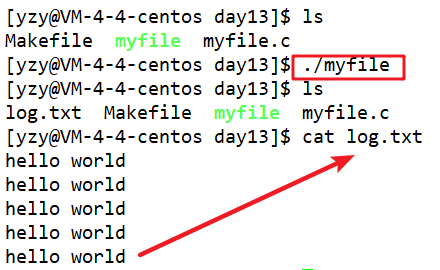 [yzy@VM-4-4-centos day13]$ ls
Makefile  myfile  myfile.c
[yzy@VM-4-4-centos day13]$ ./myfile
[yzy@VM-4-4-centos day13]$ ls
log.txt  Makefile  myfile  myfile.c
[yzy@VM-4-4-centos day13]$ cat log.txt
hello world
hello world
hello world
hello world
hello world